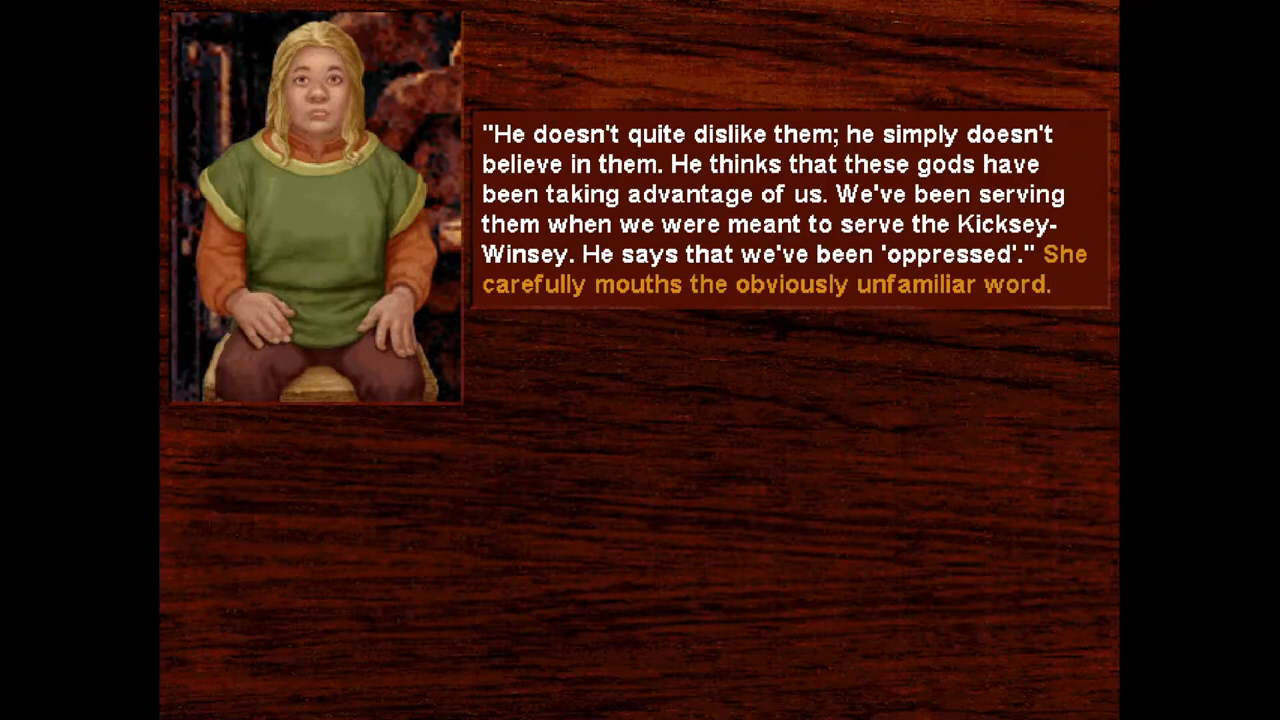 "He doesn't quite dislike them; he simply doesn't
believe in them. He thinks that these gods have
been taking advantage of us. We've been serving
them when we were meant to serve the Kicksey-
Winsey. He says that we've been 'oppressed'." She
carefully mouths the obviously unfamiliar word.